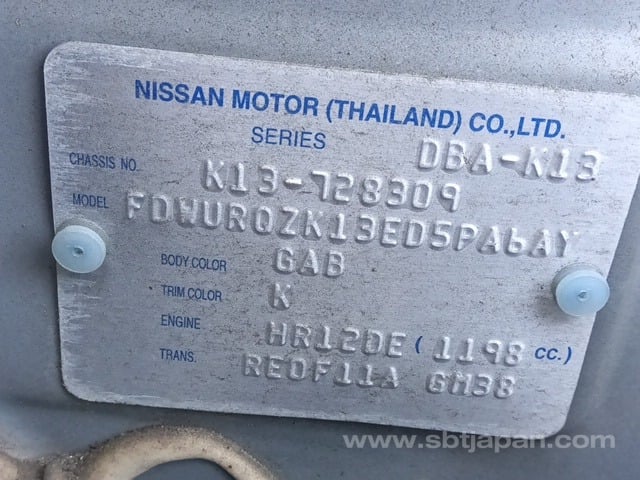 NISSAN MOTOR (THAILAND) CO.,LTD.
SERIES DBA-K13
CHASSIS NO. K13-728309
MODEL FDWURQZK13ED5PA6AY
BODY COLOR GAB
TRIM COLOR K
ENGINE HR12DE (1198 CC.)
TRANS. RE0F11A GM38
www.sbtjapan.com